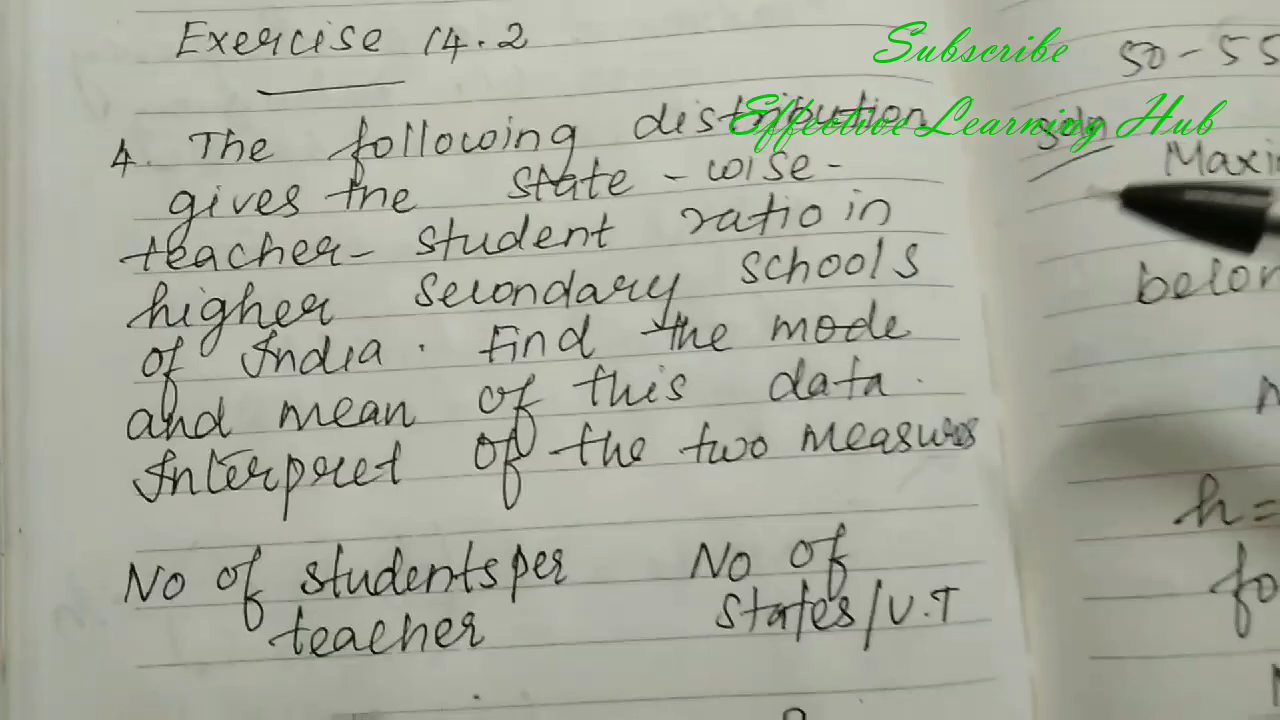 Exercise 14.2
4. The following distribution
gives the state-wise-
teacher-student ratio in
higher secondary schools
of India. Find the mode
and mean of this data.
Interpret of the two measures
No of students per
teacher
No of
States/U.T
Subscribe
Effective Learning Hub
50-55
soln
Maxi
belon
h=
fo